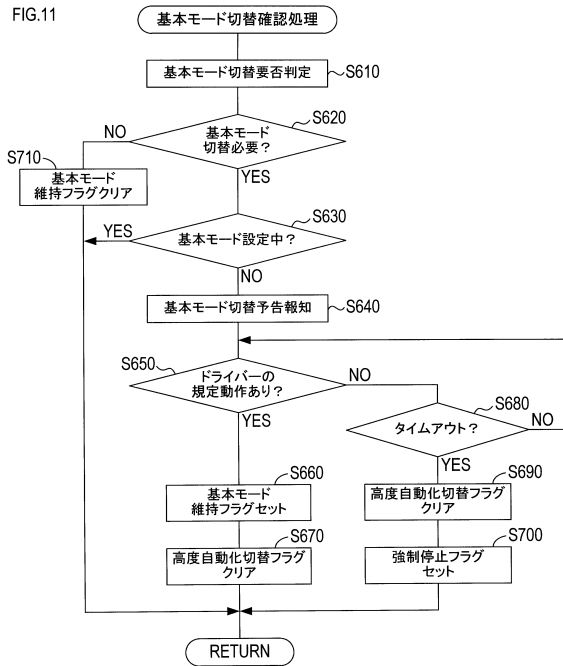 FIG.11
基本モード切替確認処理
基本モード切替要否判定
S610
S620
基本モード
切替必要?
NO
YES
S710
基本モード
維持フラグクリア
S630
基本モード設定中?
YES
NO
基本モード切替予告報知
S640
S650
ドライバーの
規定動作あり?
NO
YES
S680
タイムアウト?
NO
YES
S660
基本モード
維持フラグセット
S690
高度自動化切替フラグ
クリア
S670
高度自動化切替フラグ
クリア
S700
強制停止フラグ
セット
RETURN